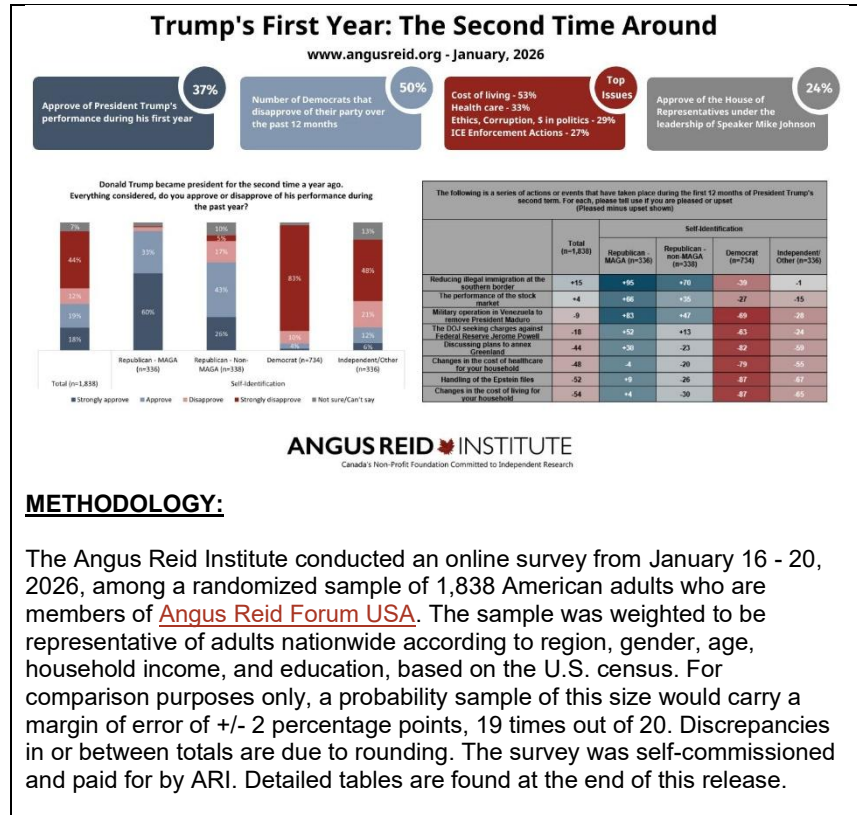 Trump's First Year: The Second Time Around
www.angusreid.org - January, 2026
Approve of President Trump's
performance during his first year
37%
Number of Democrats that
disapprove of their party over
the past 12 months
50%
Cost of living - 53%
Health care - 33%
Ethics, Corruption, $ in politics - 29%
ICE Enforcement Actions - 27%
Top
Issues
Approve of the House of
Representatives under the
leadership of Speaker Mike Johnson
24%
Donald Trump became president for the second time a year ago.
Everything considered, do you approve or disapprove of his performance during
the past year?
7%
44%
12%
19%
18%
33%
60%
10%
5%
17%
43%
26%
83%
10%
4%
13%
48%
21%
12%
6%
Republican - MAGA
(n=336)
Republican - Non-
MAGA (n=338)
Democrat (n=734)
Independent/Other
(n=336)
Total (n=1,838)
Self-Identification
Strongly approve
Approve
Disapprove
Strongly disapprove
Not sure/Can't say
The following is a series of actions or events that have taken place during the first 12 months of President Trump's
second term. For each, please tell use if you are pleased or upset
(Pleased minus upset shown)
Total
(n=1,838)
Self-Identification
Republican -
MAGA (n=336)
Republican -
non-MAGA
(n=338)
Democrat
(n=734)
Independent/
Other (n=336)
Reducing illegal immigration at the
southern border
+15 +95 +70 -39 -1
The performance of the stock
market
+4 +66 +35 -27 -15
Military operation in Venezuela to
remove President Maduro
-9 +83 +47 -69 -28
The DOJ seeking charges against
Federal Reserve Jerome Powell
-18 +52 +13 -63 -24
Discussing plans to annex
Greenland
-44 +30 -23 -82 -59
Changes in the cost of healthcare
for your household
-48 -4 -20 -79 -55
Handling of the Epstein files
-52 +9 -26 -87 -67
Changes in the cost of living for
your household
-54 +4 -30 -87 -65
ANGUS REID INSTITUTE
Canada's Non-Profit Foundation Committed to Independent Research
METHODOLOGY:
The Angus Reid Institute conducted an online survey from January 16 - 20,
2026, among a randomized sample of 1,838 American adults who are
members of Angus Reid Forum USA. The sample was weighted to be
representative of adults nationwide according to region, gender, age,
household income, and education, based on the U.S. census. For
comparison purposes only, a probability sample of this size would carry a
margin of error of +/- 2 percentage points, 19 times out of 20. Discrepancies
in or between totals are due to rounding. The survey was self-commissioned
and paid for by ARI. Detailed tables are found at the end of this release.